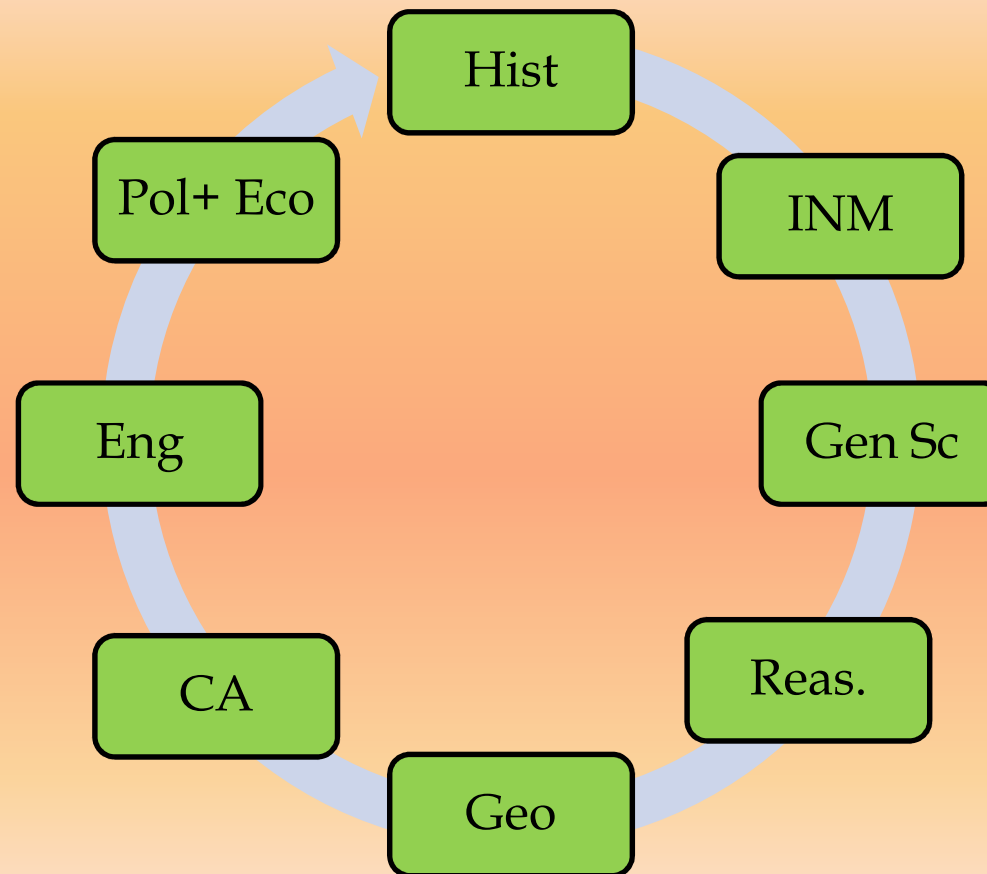 Hist
INM
Gen Sc
Reas.
Geo
CA
Eng
Pol+ Eco